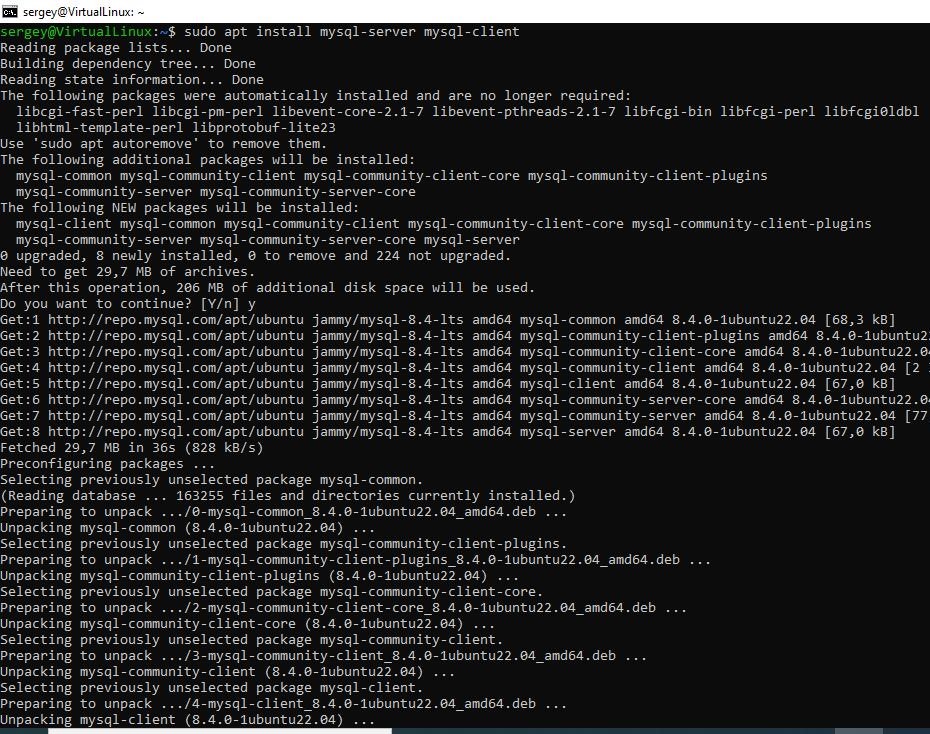 sergey@VirtualLinux: ~
sergey@VirtualLinux:~$ sudo apt install mysql-server mysql-client
Reading package lists... Done
Building dependency tree... Done
Reading state information... Done
The following packages were automatically installed and are no longer required:
libcgi-fast-perl libcgi-pm-perl libevent-core-2.1-7 libevent-pthreads-2.1-7 libfcgi-bin libfcgi-perl libfcgi0ldbl
libhtml-template-perl libprotobuf-lite23
Use 'sudo apt autoremove' to remove them.
The following additional packages will be installed:
mysql-common mysql-community-client mysql-community-client-core mysql-community-client-plugins
mysql-community-server mysql-community-server-core
The following NEW packages will be installed:
mysql-client mysql-common mysql-community-client mysql-community-client-core mysql-community-client-plugins
mysql-community-server mysql-community-server-core mysql-server
0 upgraded, 8 newly installed, 0 to remove and 224 not upgraded.
Need to get 29,7 MB of archives.
After this operation, 206 MB of additional disk space will be used.
Do you want to continue? [Y/n] y
Get:1 http://repo.mysql.com/apt/ubuntu jammy/mysql-8.4-lts amd64 mysql-common amd64 8.4.0-1ubuntu22.04 [68,3 kB]
Get:2 http://repo.mysql.com/apt/ubuntu jammy/mysql-8.4-lts amd64 mysql-community-client-plugins amd64 8.4.0-1ubuntu22
Get:3 http://repo.mysql.com/apt/ubuntu jammy/mysql-8.4-lts amd64 mysql-community-client-core amd64 8.4.0-1ubuntu22.04
Get:4 http://repo.mysql.com/apt/ubuntu jammy/mysql-8.4-lts amd64 mysql-community-client amd64 8.4.0-1ubuntu22.04 [2
Get:5 http://repo.mysql.com/apt/ubuntu jammy/mysql-8.4-lts amd64 mysql-client amd64 8.4.0-1ubuntu22.04 [67,0 kB]
Get:6 http://repo.mysql.com/apt/ubuntu jammy/mysql-8.4-lts amd64 mysql-community-server-core amd64 8.4.0-1ubuntu22.04
Get:7 http://repo.mysql.com/apt/ubuntu jammy/mysql-8.4-lts amd64 mysql-community-server amd64 8.4.0-1ubuntu22.04 [77
Get:8 http://repo.mysql.com/apt/ubuntu jammy/mysql-8.4-lts amd64 mysql-server amd64 8.4.0-1ubuntu22.04 [67,0 kB]
Fetched 29,7 MB in 36s (828 kB/s)
Preconfiguring packages ...
Selecting previously unselected package mysql-common.
(Reading database ... 163255 files and directories currently installed.)
Preparing to unpack .../0-mysql-common_8.4.0-1ubuntu22.04_amd64.deb ...
Unpacking mysql-common (8.4.0-1ubuntu22.04) ...
Selecting previously unselected package mysql-community-client-plugins.
Preparing to unpack .../1-mysql-community-client-plugins_8.4.0-1ubuntu22.04_amd64.deb ...
Unpacking mysql-community-client-plugins (8.4.0-1ubuntu22.04) ...
Selecting previously unselected package mysql-community-client-core.
Preparing to unpack .../2-mysql-community-client-core_8.4.0-1ubuntu22.04_amd64.deb ...
Unpacking mysql-community-client-core (8.4.0-1ubuntu22.04) ...
Selecting previously unselected package mysql-community-client.
Preparing to unpack .../3-mysql-community-client_8.4.0-1ubuntu22.04_amd64.deb ...
Unpacking mysql-community-client (8.4.0-1ubuntu22.04) ...
Selecting previously unselected package mysql-client.
Preparing to unpack .../4-mysql-client_8.4.0-1ubuntu22.04_amd64.deb ...
Unpacking mysql-client (8.4.0-1ubuntu22.04) ...